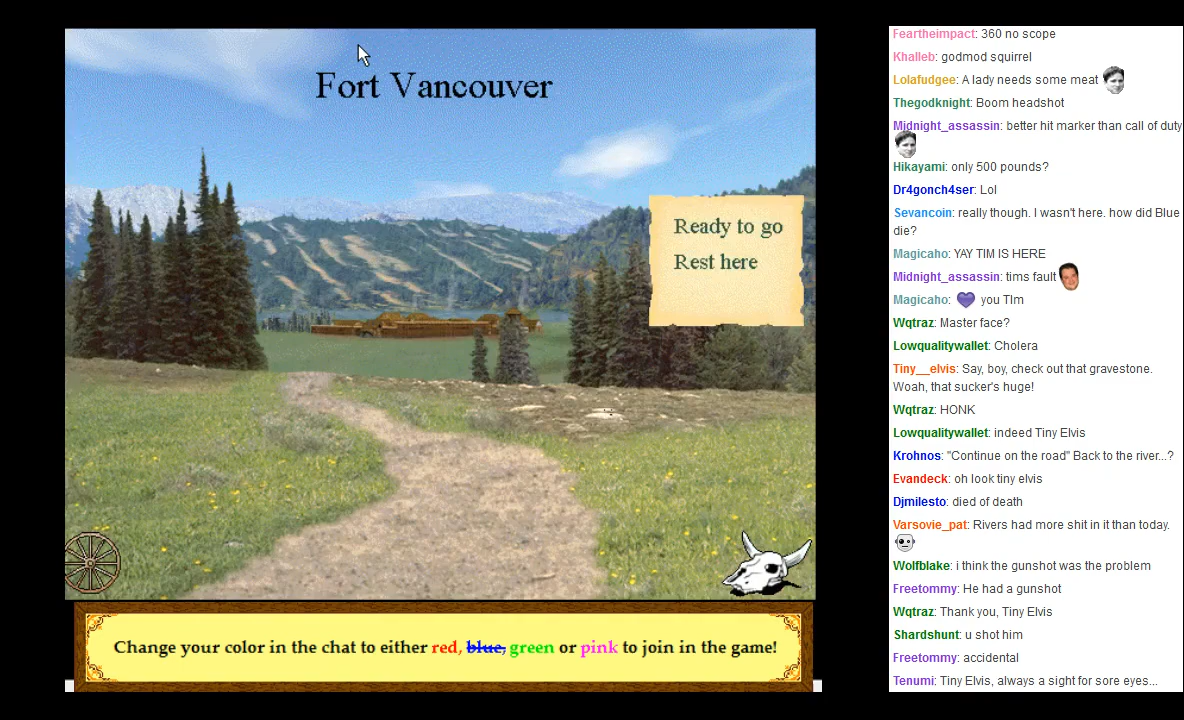 Fort Vancouver
Ready to go
Rest here
Change your color in the chat to either red, blue, green or pink to join in the game!
Feartheimpact: 360 no scope
Khalleb: godmod squirrel
Lolafudgee: A lady needs some meat
Thegodknight: Boom headshot
Midnight_assassin: better hit marker than call of duty
Hikayami: only 500 pounds?
Dr4gonch4ser: Lol
Sevancoin: really though. I wasn't here. how did Blue
die?
Magicaho: YAY TIM IS HERE
Midnight_assassin: tims fault
Magicaho: you TIm
Wqtraz: Master face?
Lowqualitywallet: Cholera
Tiny__elvis: Say, boy, check out that gravestone.
Woah, that sucker's huge!
Wqtraz: HONK
Lowqualitywallet: indeed Tiny Elvis
Krohnos: "Continue on the road" Back to the river...?
Evandeck: oh look tiny elvis
Djmilesto: died of death
Varsovie_pat: Rivers had more shit in it than today.
Wolfblake: i think the gunshot was the problem
Freetommy: He had a gunshot
Wqtraz: Thank you, Tiny Elvis
Shardshunt: u shot him
Freetommy: accidental
Tenumi: Tiny Elvis, always a sight for sore eyes...